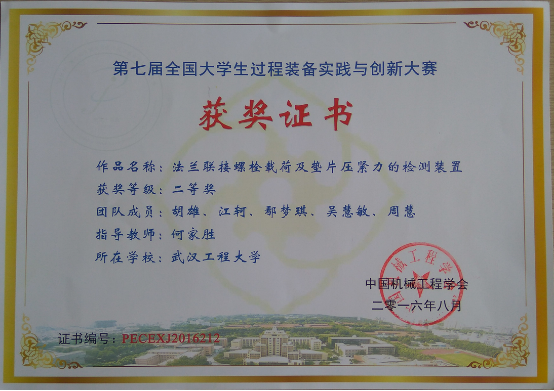 第七届全国大学生过程装备实践与创新大赛
获奖证书
作品名称：法兰联接螺栓载荷及垫片压紧力的检测装置
获奖等级：二等奖
团队成员：胡雄、江轲、鄢梦琪、吴慧敏、周慧
指导教师：何家胜
所在学校：武汉工程大学
中国机械工程学会
二零一六年八月
证书编号：PECEXJ2016212